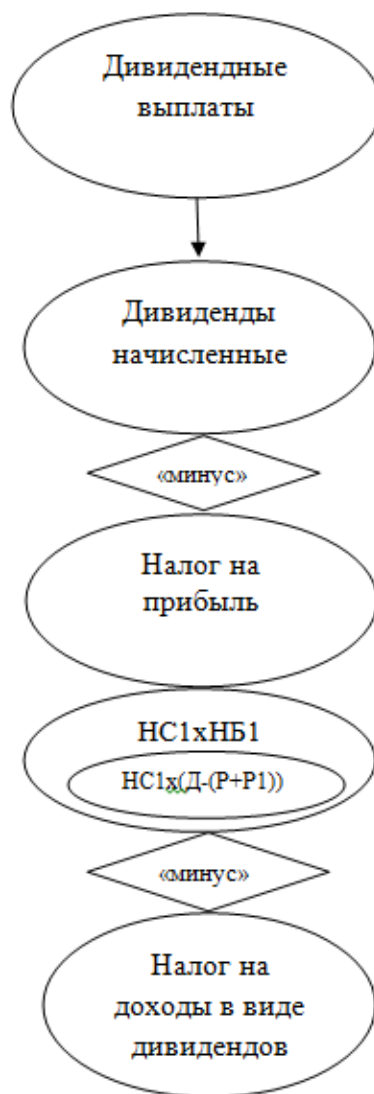 Дивидендные
выплаты
Дивиденды
начисленные
«минус»
Налог на
прибыль
НС1хНБ1
НС1х(Д-(Р+Р1))
«минус»
Налог на
доходы в виде
дивидендов